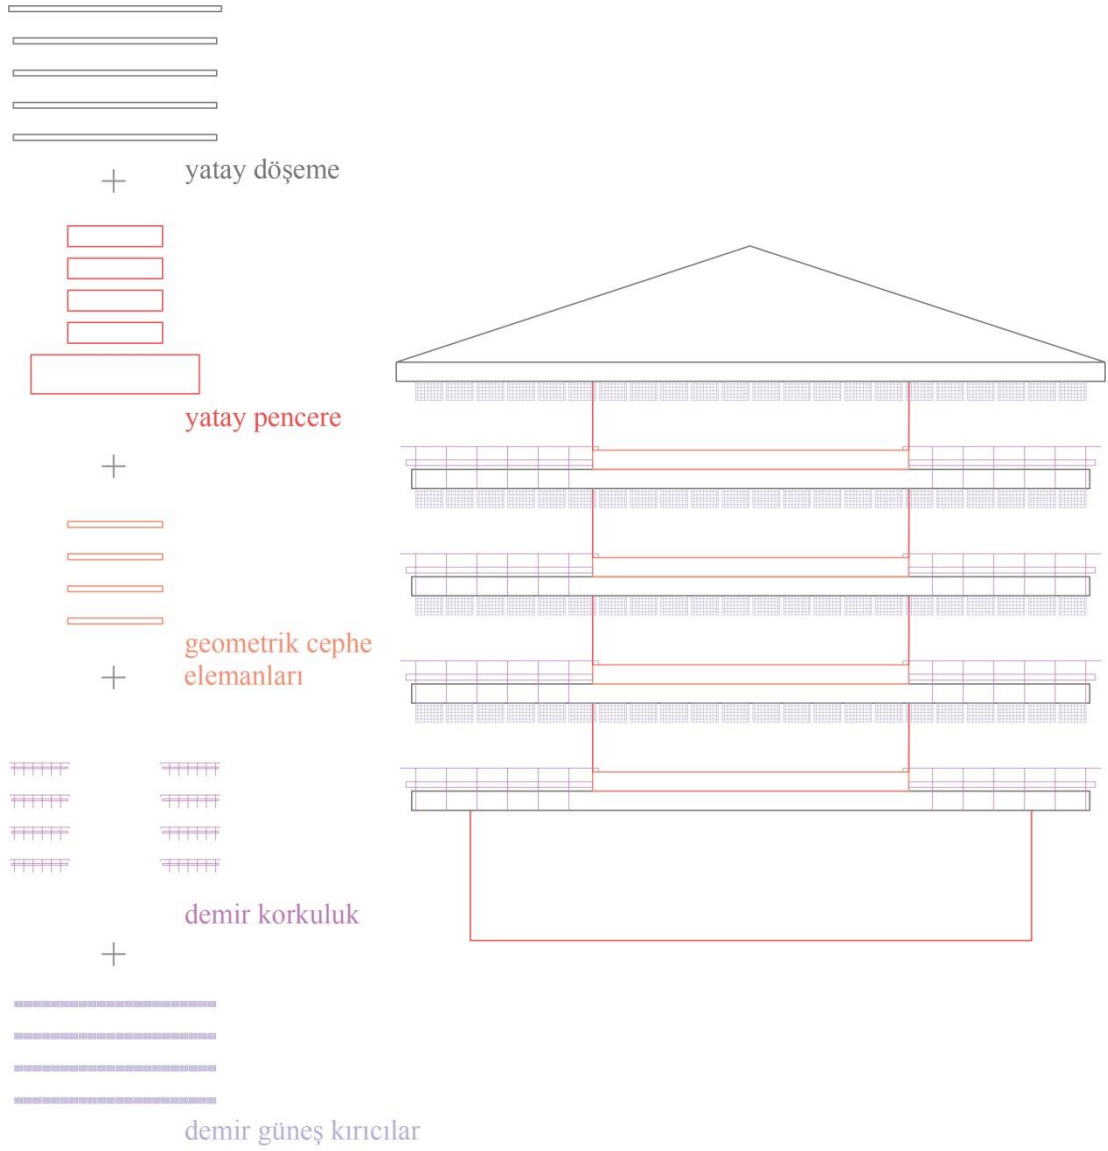 yatay döşeme
yatay pencere
geometrik cephe
elemanları
demir korkuluk
demir güneş kırıcılar